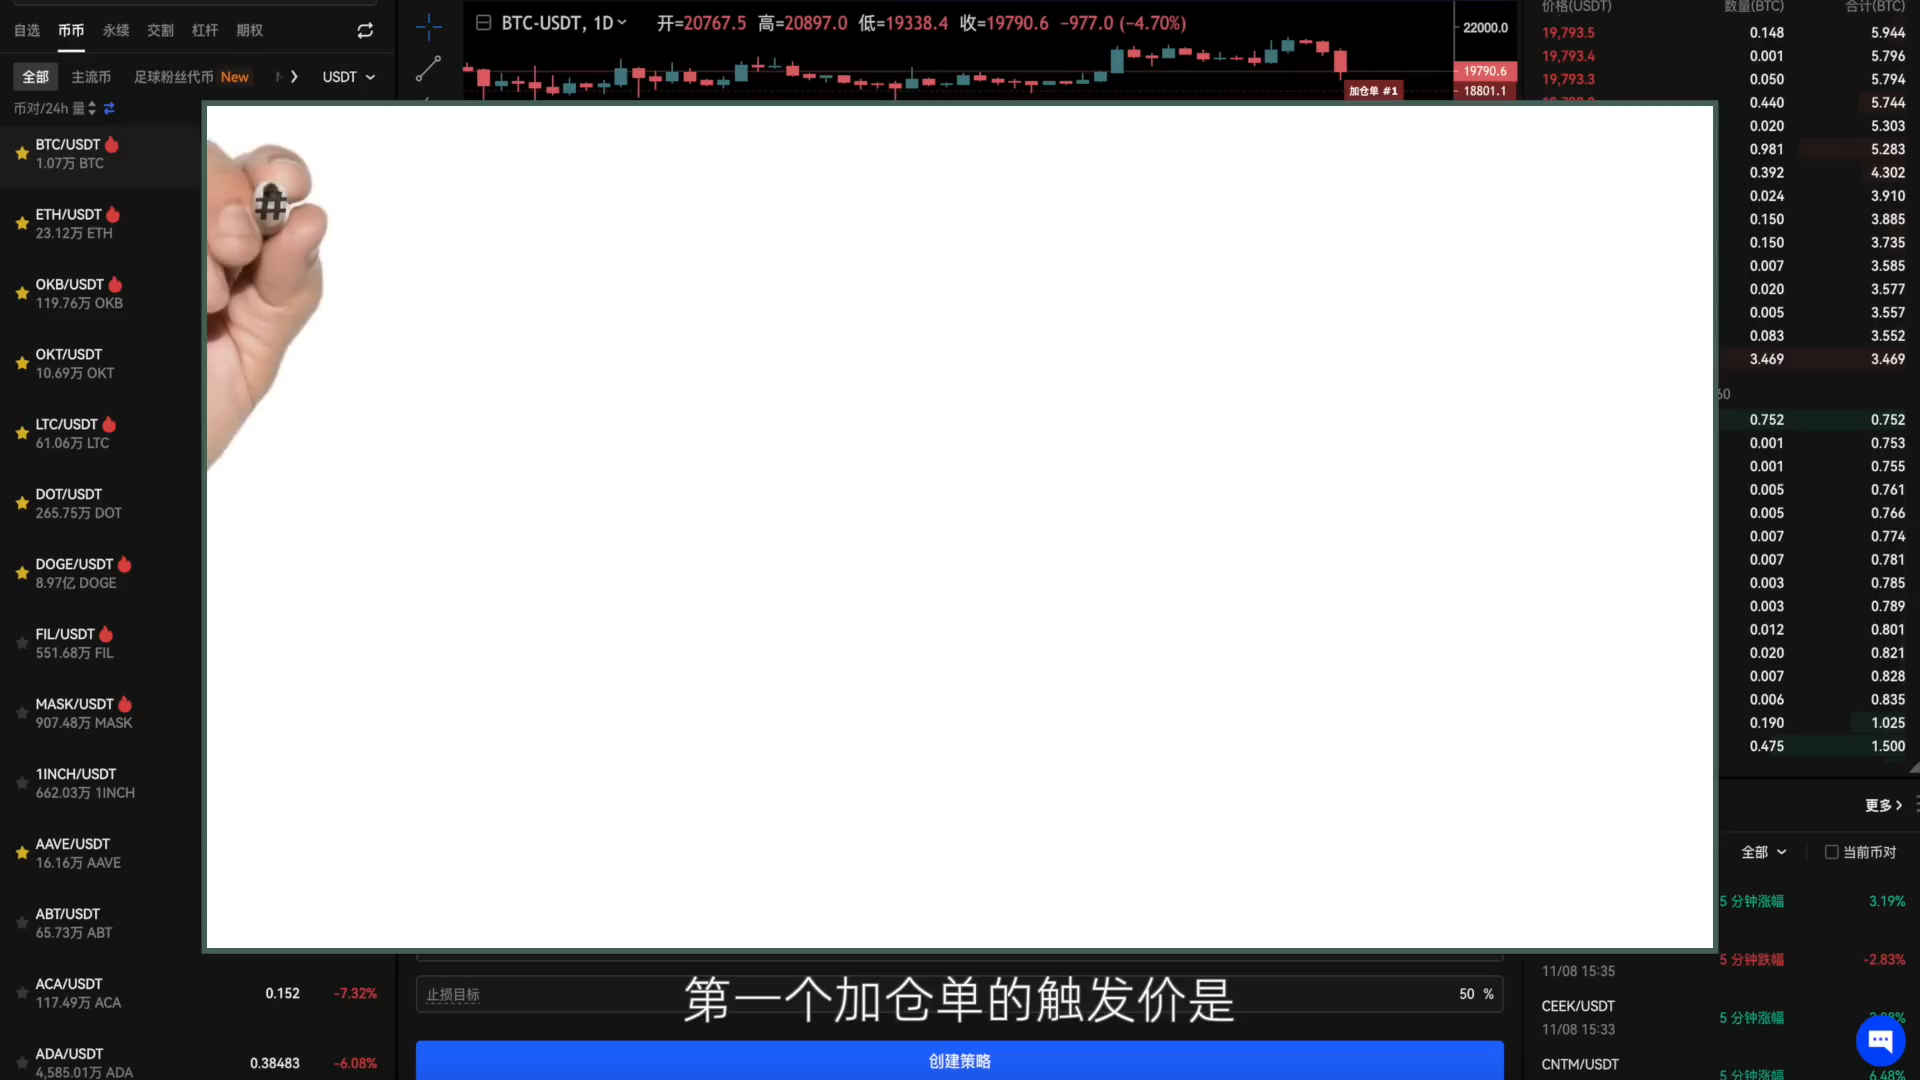 自选 币币 永续 交割 杠杆 期权
全部 主流币 足球粉丝代币 New USDT
币对/24h 量
BTC/USDT
1.07万 BTC
ETH/USDT
23.12万 ETH
OKB/USDT
119.76万 OKB
OKT/USDT
10.69万 OKT
LTC/USDT
61.06万 LTC
DOT/USDT
265.75万 DOT
DOGE/USDT
8.97亿 DOGE
FIL/USDT
551.68万 FIL
MASK/USDT
907.48万 MASK
1INCH/USDT
662.03万 1INCH
AAVE/USDT
16.16万 AAVE
ABT/USDT
65.73万 ABT
ACA/USDT
117.49万 ACA
0.152 -7.32%
ADA/USDT
4,585.01万 ADA
0.38483 -6.08%
BTC-USDT, 1D 开=20767.5 高=20897.0 低=19338.4 收=19790.6 −977.0 (−4.70%)
22000.0
19790.6
加仓单 #1 18801.1
#
止损目标 50 %
第一个加仓单的触发价是
创建策略
价格(USDT) 数量(BTC) 合计(BTC)
19,793.5 0.148 5.944
19,793.4 0.001 5.796
19,793.3 0.050 5.794
0.440 5.744
0.020 5.303
0.981 5.283
0.392 4.302
0.024 3.910
0.150 3.885
0.150 3.735
0.007 3.585
0.020 3.577
0.005 3.557
0.083 3.552
3.469 3.469
0.752 0.752
0.001 0.753
0.001 0.755
0.005 0.761
0.005 0.766
0.007 0.774
0.007 0.781
0.003 0.785
0.003 0.789
0.012 0.801
0.020 0.821
0.007 0.828
0.006 0.835
0.190 1.025
0.475 1.500
更多
全部 当前币对
5 分钟涨幅 3.19%
5 分钟跌幅 -2.83%
11/08 15:35
CEEK/USDT
5 分钟涨幅
11/08 15:33
CNTM/USDT
5 分钟涨幅 6.48%